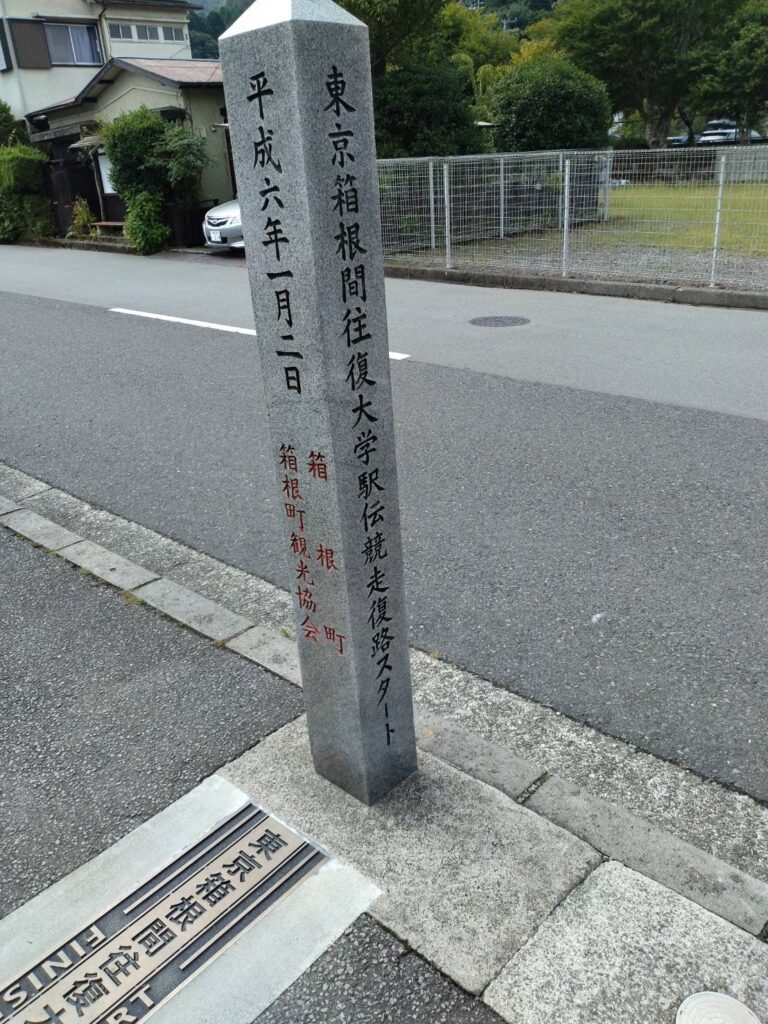 東京箱根間往復大学駅伝競走復路スタート
平成六年一月二日
箱根町
箱根町観光協会
東京箱根間往復